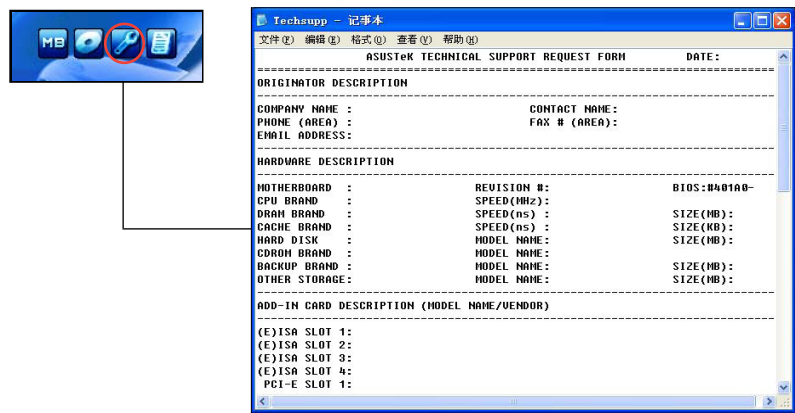 MB
Techsupp - 记事本
文件(F) 编辑(E) 格式(O) 查看(V) 帮助(H)
ASUSTeK TECHNICAL SUPPORT REQUEST FORM DATE:
ORIGINATOR DESCRIPTION
COMPANY NAME : CONTACT NAME:
PHONE (AREA) : FAX # (AREA):
EMAIL ADDRESS:
HARDWARE DESCRIPTION
MOTHERBOARD : REVISION #: BIOS:#401A0-
CPU BRAND : SPEED(MHz):
DRAM BRAND : SPEED(ns) : SIZE(MB):
CACHE BRAND : SPEED(ns) : SIZE(KB):
HARD DISK : MODEL NAME: SIZE(MB):
CDROM BRAND : MODEL NAME:
BACKUP BRAND : MODEL NAME: SIZE(MB):
OTHER STORAGE: MODEL NAME: SIZE(MB):
ADD-IN CARD DESCRIPTION (MODEL NAME/VENDOR)
(E)ISA SLOT 1:
(E)ISA SLOT 2:
(E)ISA SLOT 3:
(E)ISA SLOT 4:
PCI-E SLOT 1: